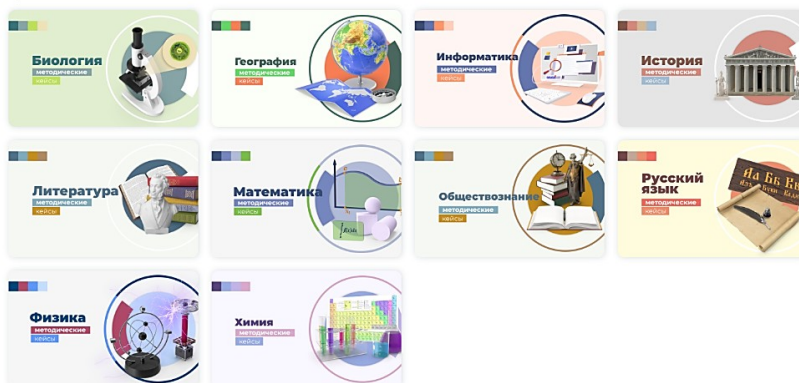 Биология
методические
кейсы
География
методические
кейсы
Информатика
методические
кейсы
История
методические
кейсы
Литература
методические
кейсы
Математика
методические
кейсы
Обществознание
методические
кейсы
Русский
язык
методические
кейсы
Физика
методические
кейсы
Химия
методические
кейсы